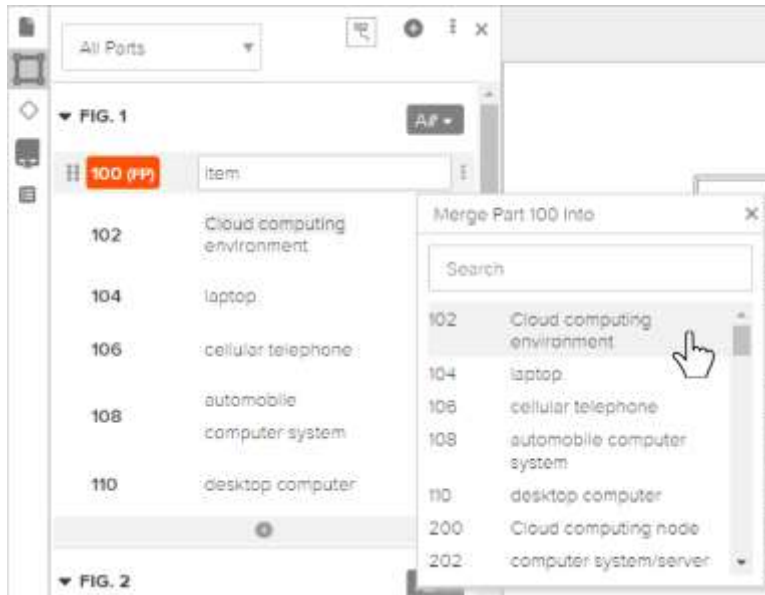 All Parts
FIG. 1
100 (FP)
item
102
Cloud computing
environment
104
laptop
106
cellular telephone
108
automobile
computer system
110
desktop computer
FIG. 2
Merge Part 100 Into
Search
102
Cloud computing
environment
104
laptop
106
cellular telephone
108
automobile computer
system
110
desktop computer
200
Cloud computing node
202
computer system/server